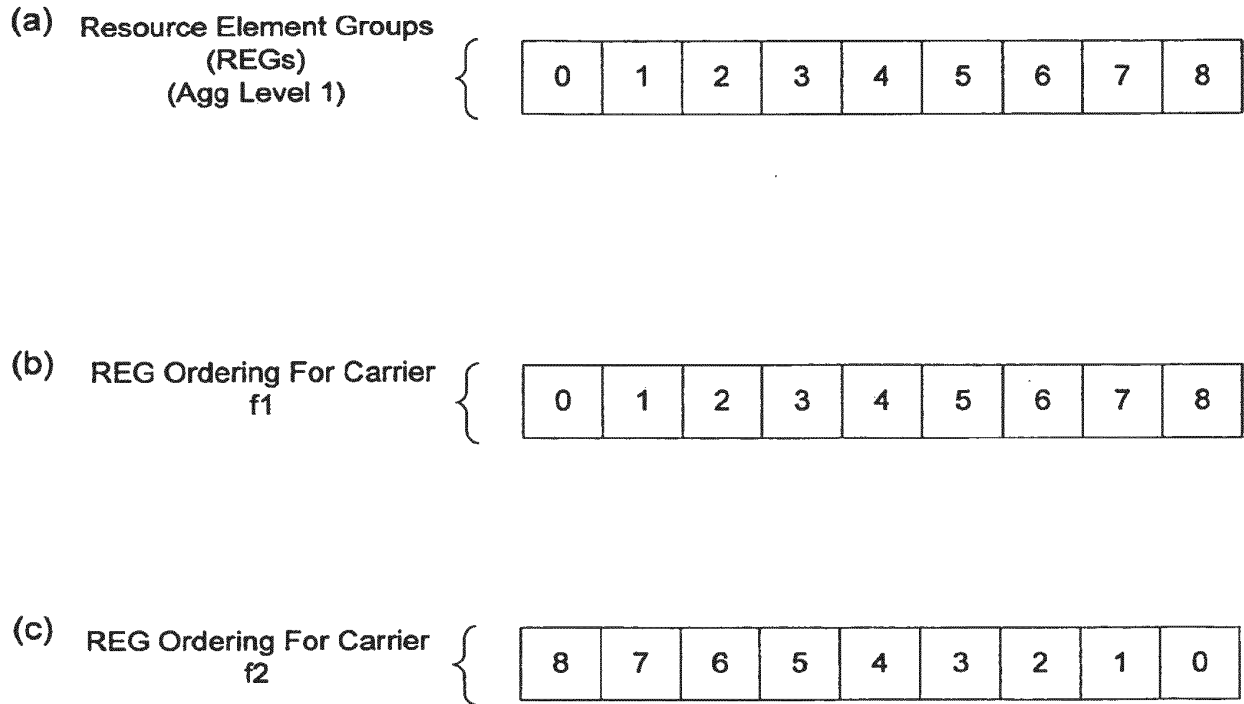 (a) Resource Element Groups
(REGs)
(Agg Level 1)
0 1 2 3 4 5 6 7 8
(b) REG Ordering For Carrier
f1
0 1 2 3 4 5 6 7 8
(c) REG Ordering For Carrier
f2
8 7 6 5 4 3 2 1 0